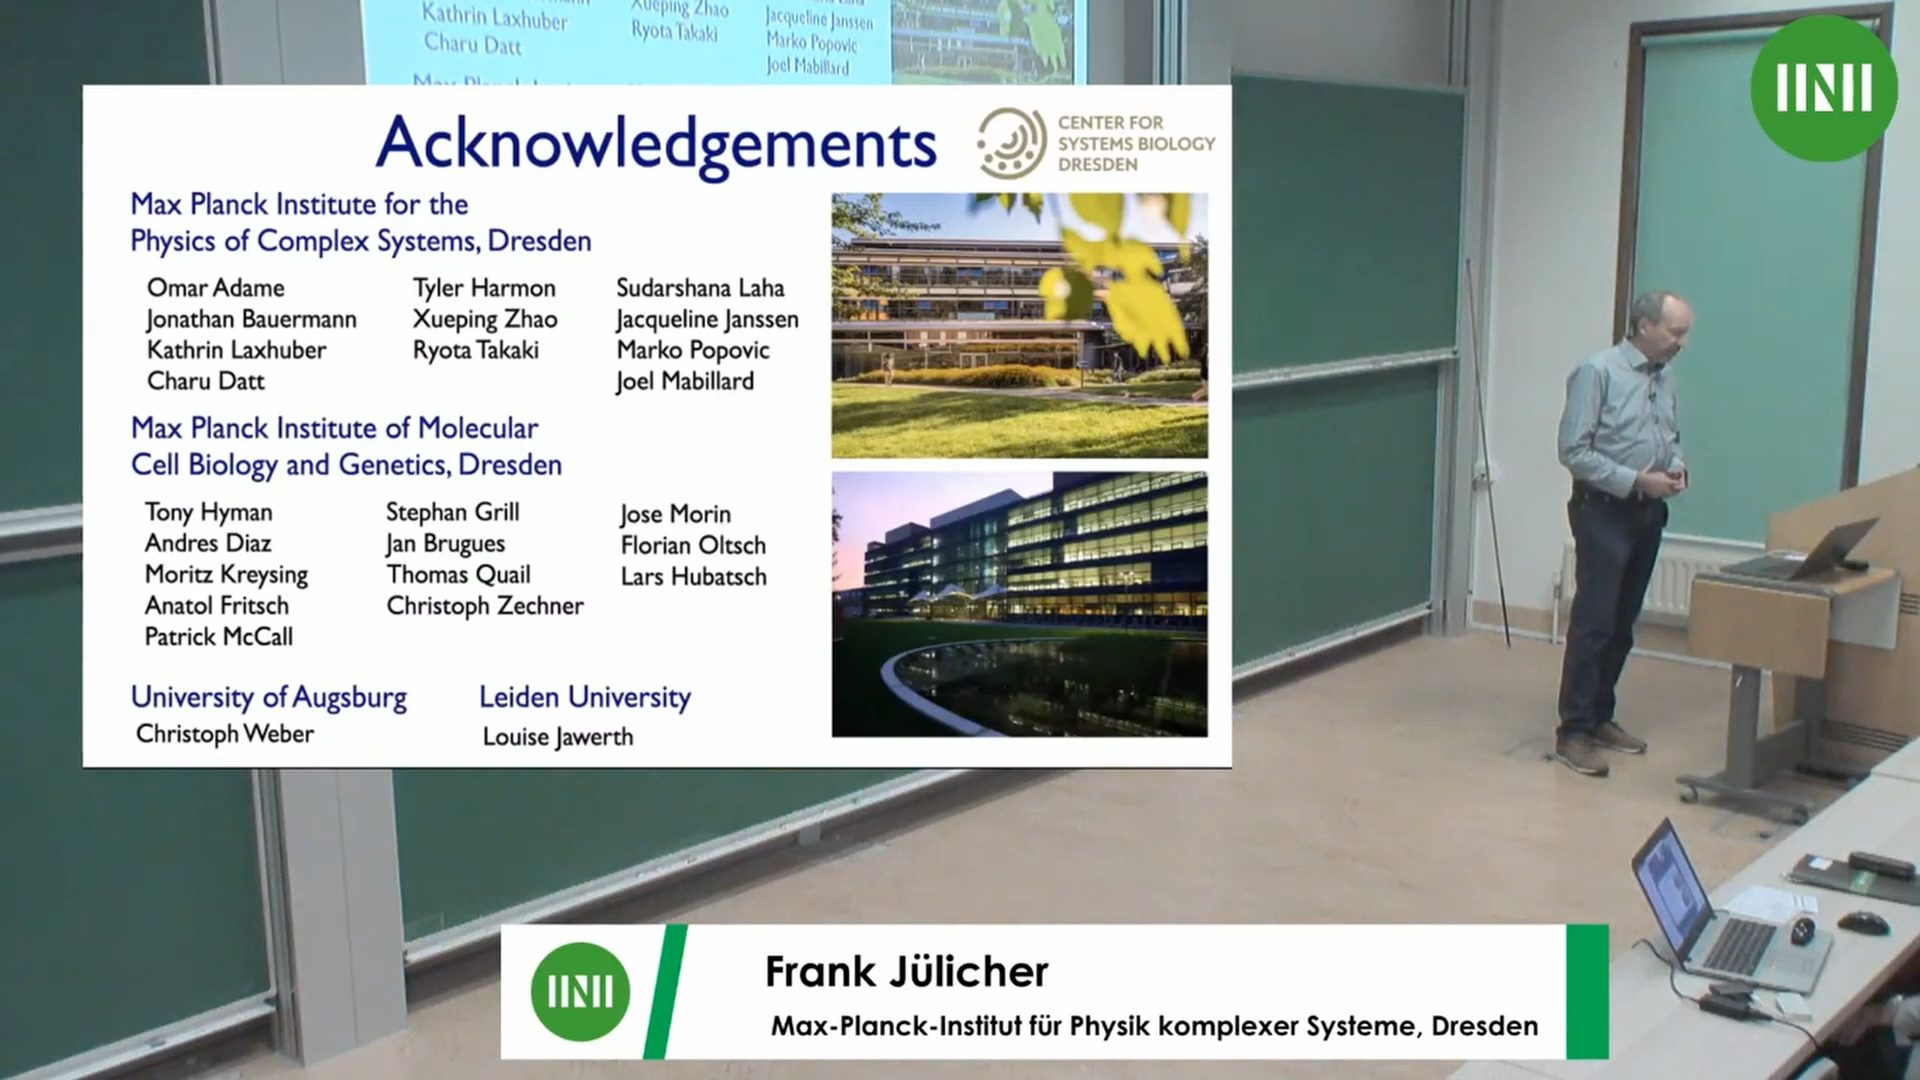 Kathrin Laxhuber
Charu Datt
Xueping Zhao
Ryota Takaki
Jacqueline Janssen
Marko Popovic
Joel Mabillard
Acknowledgements
CENTER FOR
SYSTEMS BIOLOGY
DRESDEN
Max Planck Institute for the
Physics of Complex Systems, Dresden
Omar Adame
Jonathan Bauermann
Kathrin Laxhuber
Charu Datt
Tyler Harmon
Xueping Zhao
Ryota Takaki
Sudarshana Laha
Jacqueline Janssen
Marko Popovic
Joel Mabillard
Max Planck Institute of Molecular
Cell Biology and Genetics, Dresden
Tony Hyman
Andres Diaz
Moritz Kreysing
Anatol Fritsch
Patrick McCall
Stephan Grill
Jan Brugues
Thomas Quail
Christoph Zechner
Jose Morin
Florian Oltsch
Lars Hubatsch
University of Augsburg
Christoph Weber
Leiden University
Louise Jawerth
Frank Jülicher
Max-Planck-Institut für Physik komplexer Systeme, Dresden